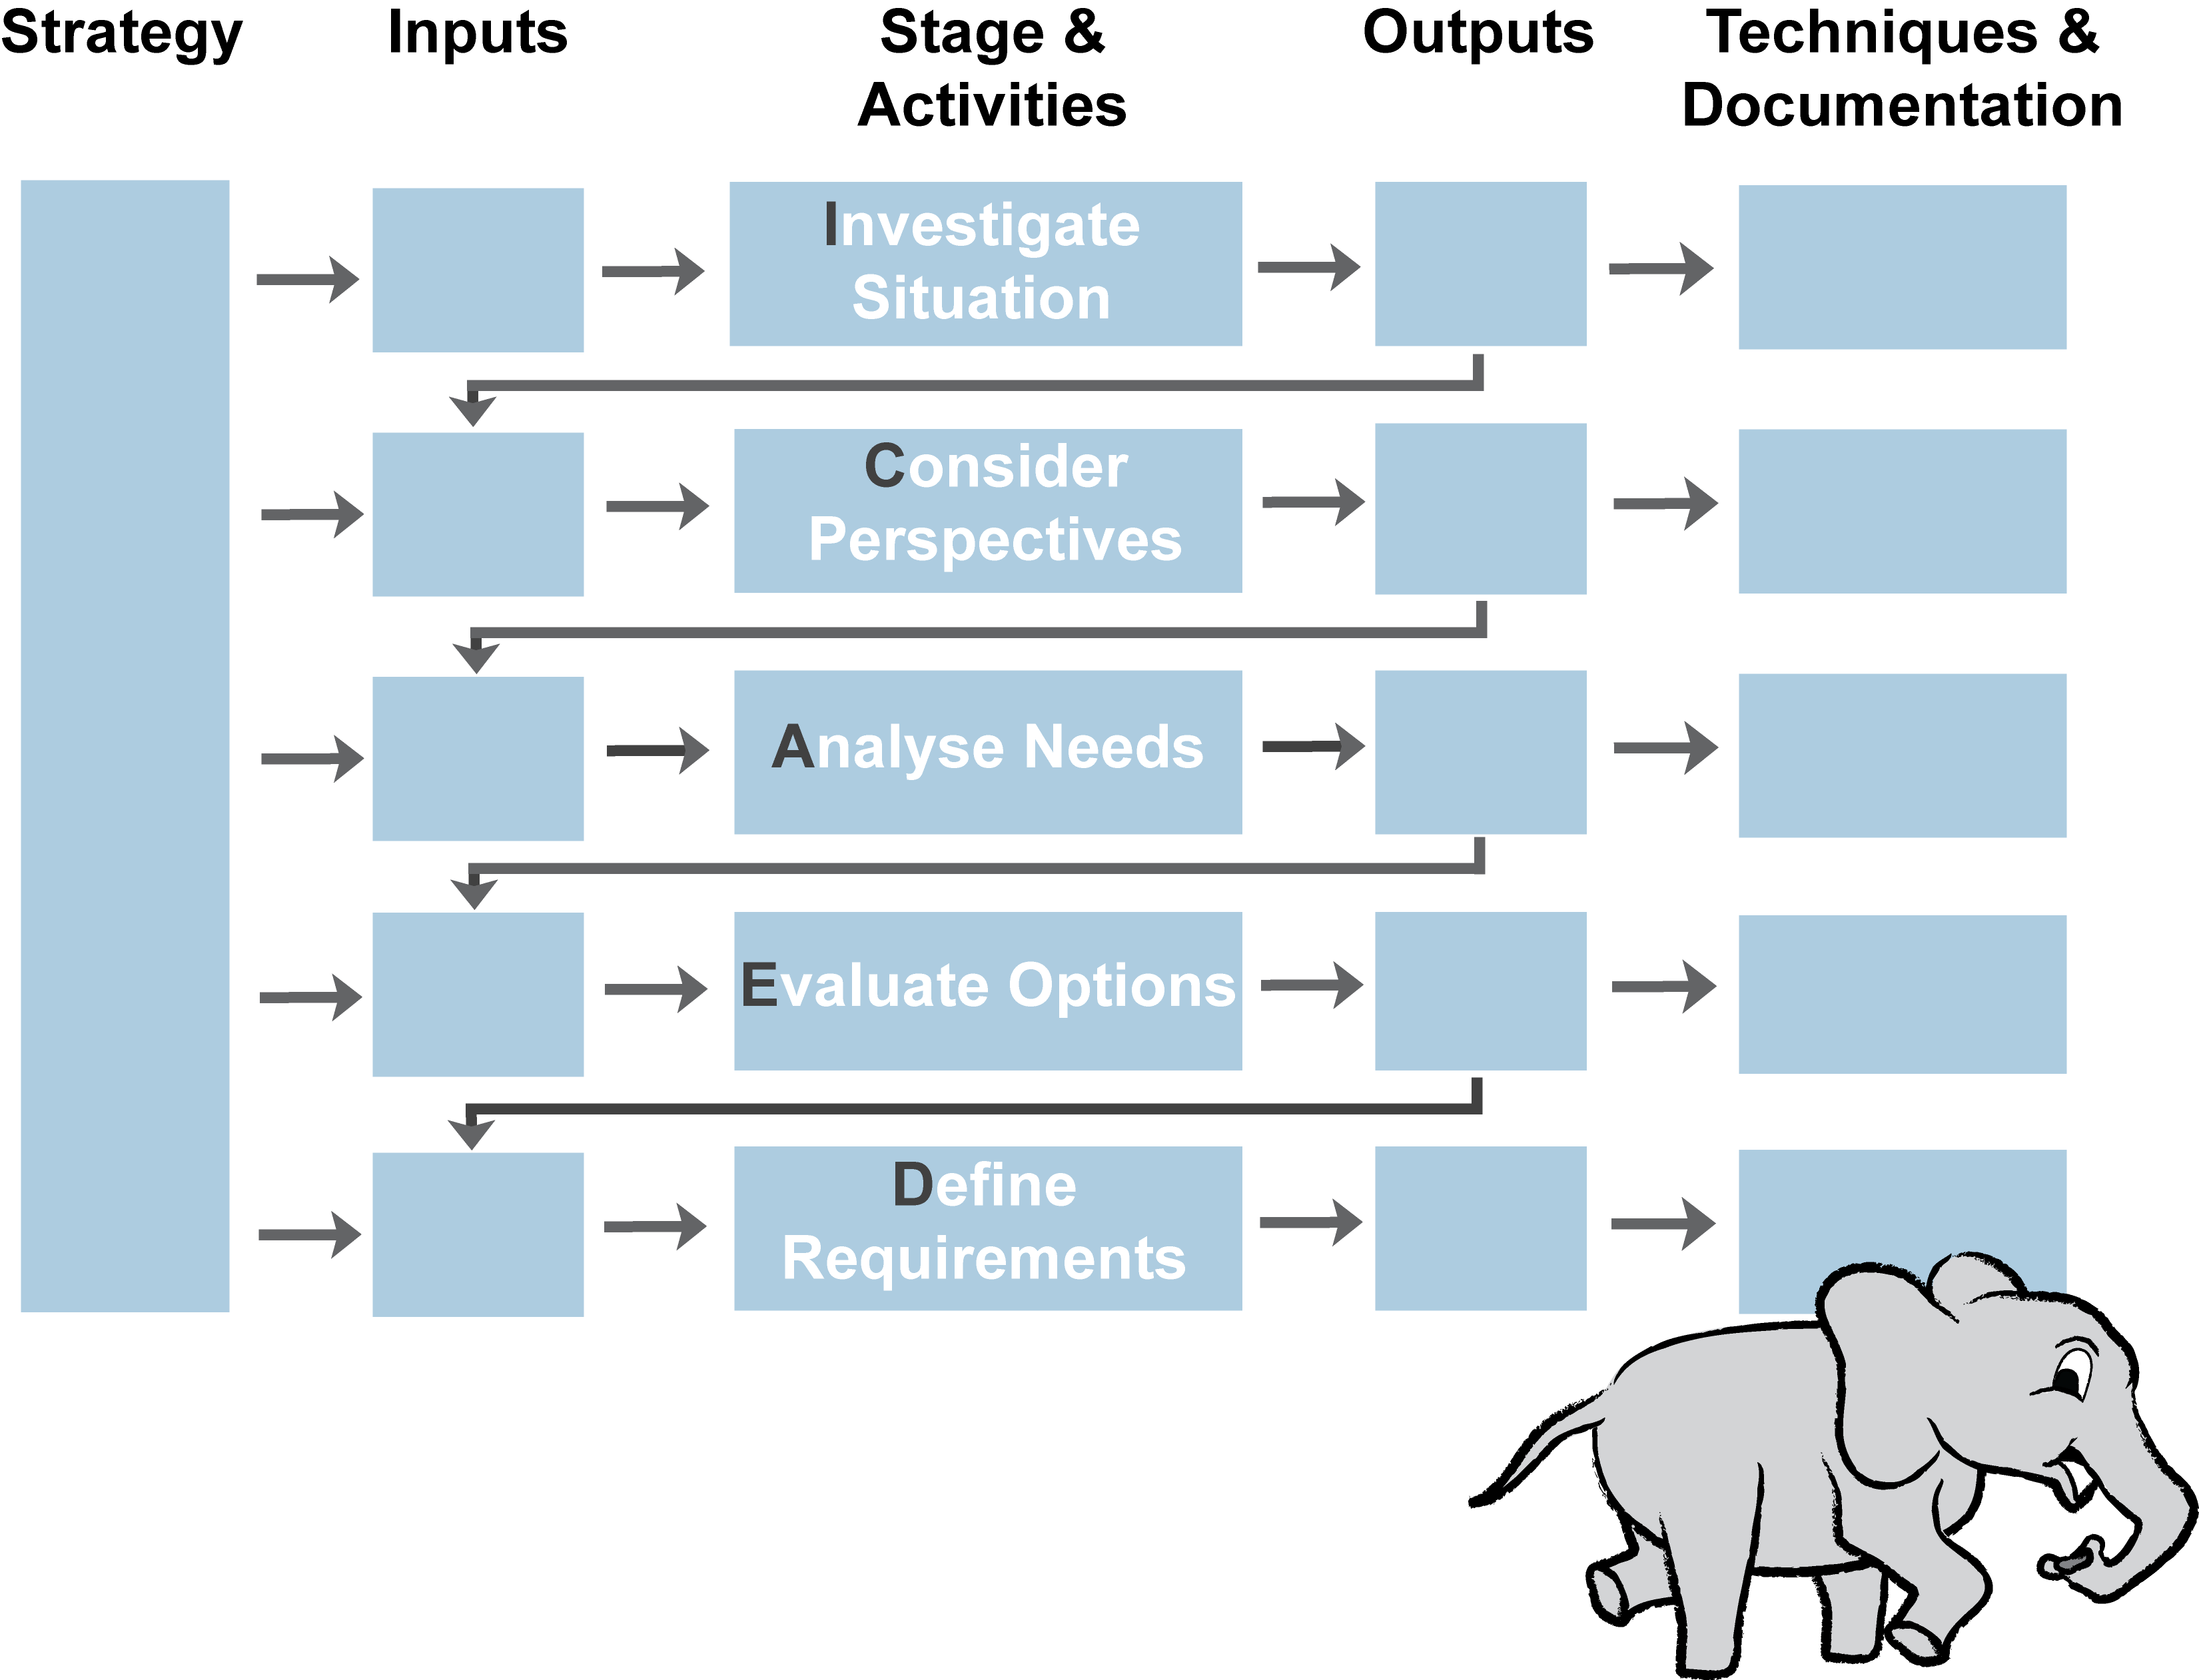 Strategy
Inputs
Stage &
Activities
Outputs
Techniques &
Documentation
Investigate
Situation
Consider
Perspectives
Analyse Needs
Evaluate Options
Define
Requirements